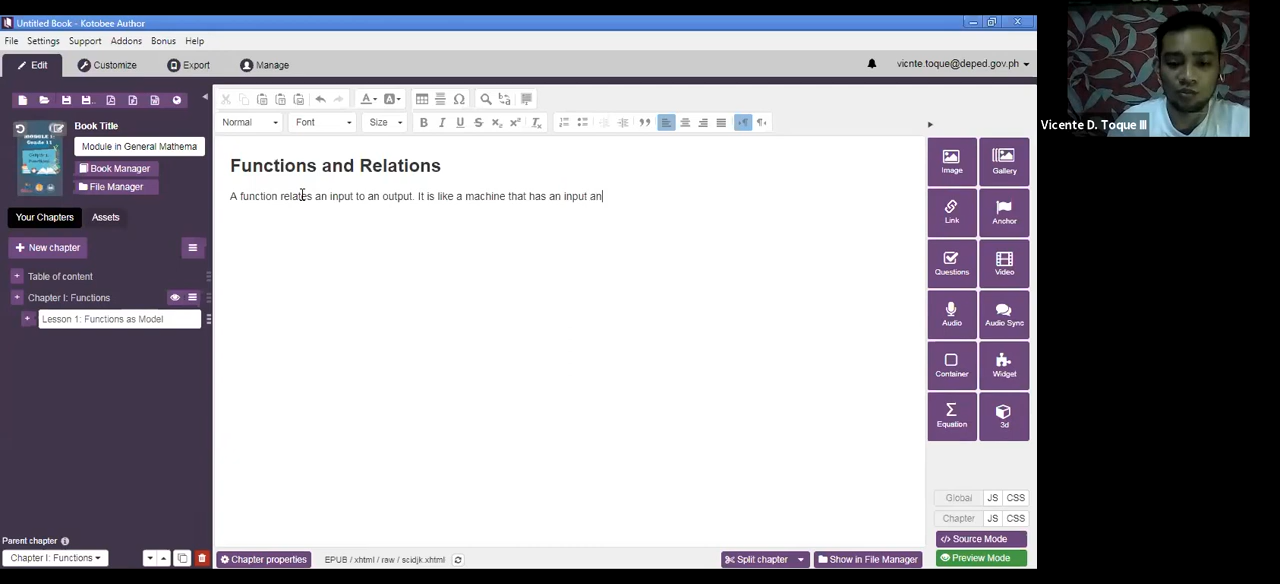 Untitled Book - Kotobee Author
File Settings Support Addons Bonus Help
Edit Customize Export Manage vicnte.toque@deped.gov.ph
Book Title
Module in General Mathema
Book Manager
File Manager
Your Chapters Assets
New chapter
Table of content
Chapter I: Functions
Lesson 1: Functions as Model
Parent chapter
Chapter I: Functions
Normal Font Size
Functions and Relations
A function relates an input to an output. It is like a machine that has an input an
Image Gallery
Link Anchor
Questions Video
Audio Audio Sync
Container Widget
Equation 3d
Global JS CSS
Chapter JS CSS
Source Mode
Preview Mode
Chapter properties EPUB / xhtml / raw / scidjk.xhtml Split chapter Show in File Manager
Vicente D. Toque III